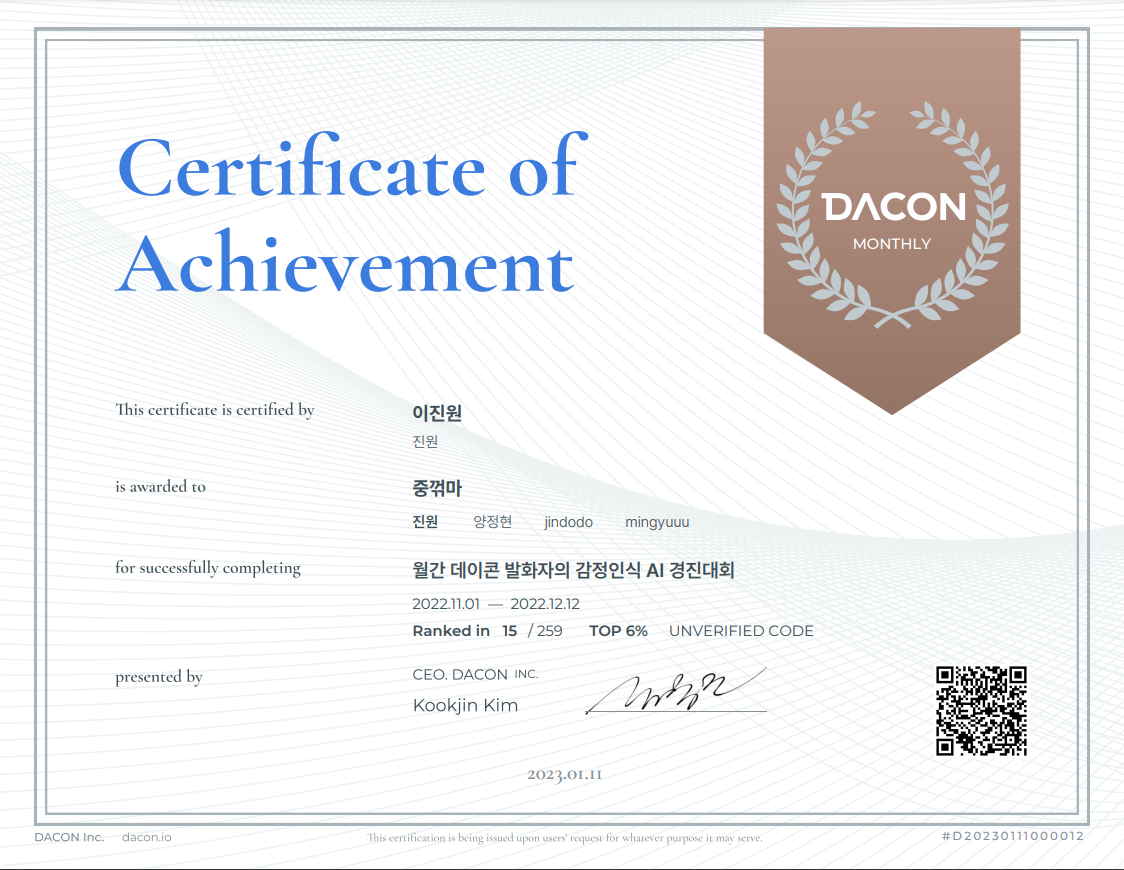 Certificate of
Achievement
DACON
MONTHLY
This certificate is certified by
이진원
진원
is awarded to
중꺾마
진원 양정현 jindodo mingyuuu
for successfully completing
월간 데이콘 발화자의 감정인식 AI 경진대회
2022.11.01 — 2022.12.12
Ranked in 15 / 259 TOP 6% UNVERIFIED CODE
presented by
CEO. DACON INC.
Kookjin Kim
2023.01.11
DACON Inc. dacon.io
This certification is being issued upon users' request for whatever purpose it may serve.
#D20230111000012